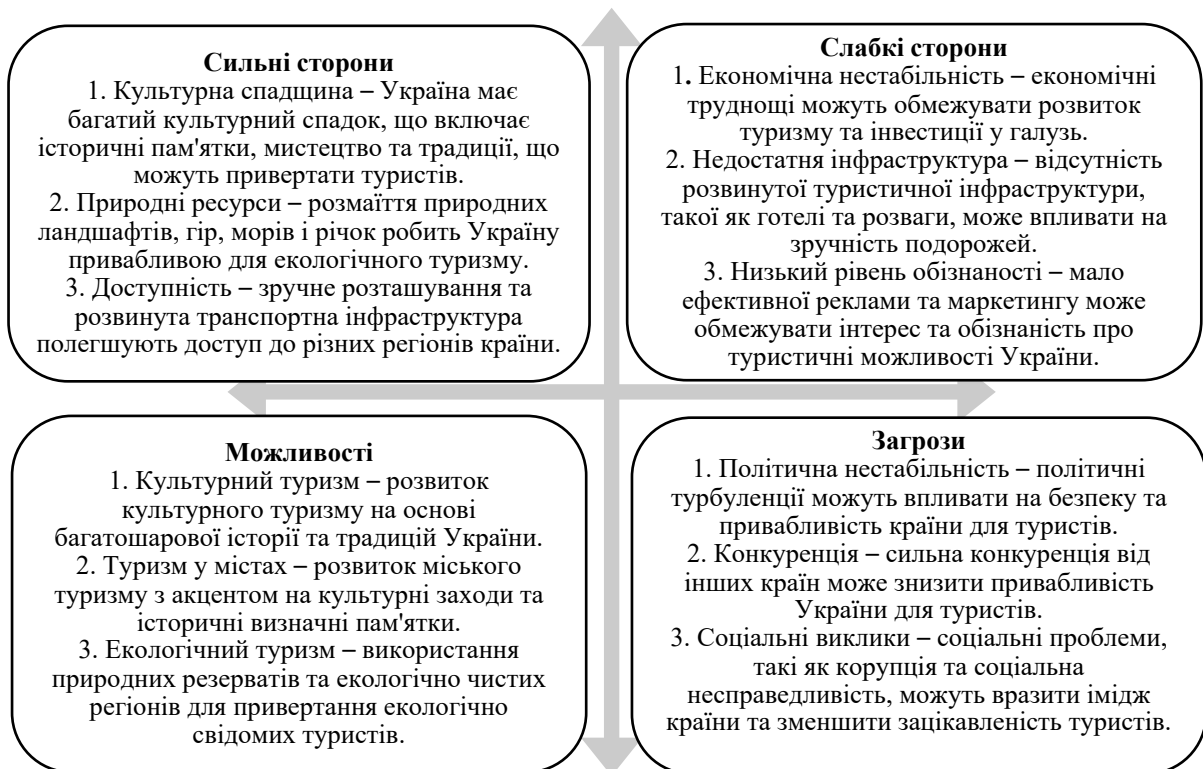 Сильні сторони
1. Культурна спадщина – Україна має
багатий культурний спадок, що включає
історичні пам'ятки, мистецтво та традиції, що
можуть привертати туристів.
2. Природні ресурси – розмаїття природних
ландшафтів, гір, морів і річок робить Україну
привабливою для екологічного туризму.
3. Доступність – зручне розташування та
розвинута транспортна інфраструктура
полегшують доступ до різних регіонів країни.
Слабкі сторони
1. Економічна нестабільність – економічні
труднощі можуть обмежувати розвиток
туризму та інвестиції у галузь.
2. Недостатня інфраструктура – відсутність
розвинутої туристичної інфраструктури,
такої як готелі та розваги, може впливати на
зручність подорожей.
3. Низький рівень обізнаності – мало
ефективної реклами та маркетингу може
обмежувати інтерес та обізнаність про
туристичні можливості України.
Можливості
1. Культурний туризм – розвиток
культурного туризму на основі
багатошарової історії та традицій України.
2. Туризм у містах – розвиток міського
туризму з акцентом на культурні заходи та
історичні визначні пам'ятки.
3. Екологічний туризм – використання
природних резерватів та екологічно чистих
регіонів для привертання екологічно
свідомих туристів.
Загрози
1. Політична нестабільність – політичні
турбуленції можуть впливати на безпеку та
привабливість країни для туристів.
2. Конкуренція – сильна конкуренція від
інших країн може знизити привабливість
України для туристів.
3. Соціальні виклики – соціальні проблеми,
такі як корупція та соціальна
несправедливість, можуть вразити імідж
країни та зменшити зацікавленість туристів.